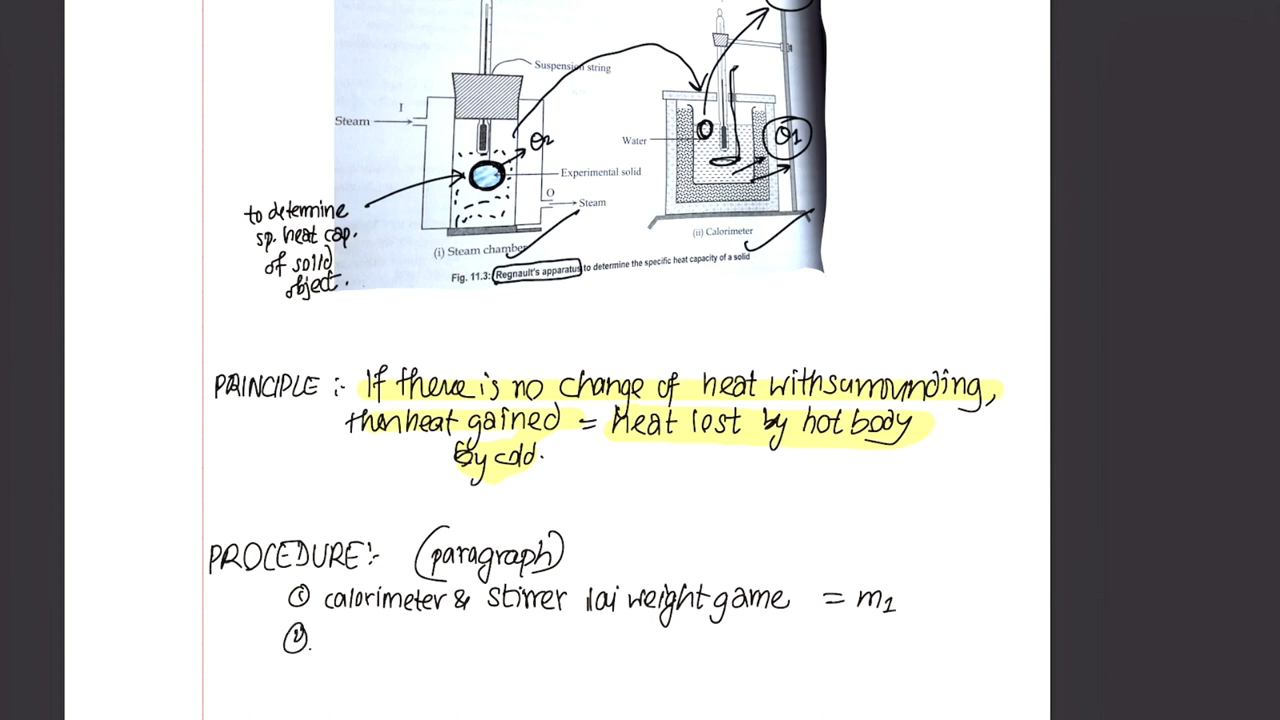 Suspension string
I
Steam
θ2
θ1
Water
Experimental solid
O
Steam
to determine
sp. heat cap.
of solid
object.
(i) Steam chamber
(ii) Calorimeter
Fig. 11.3: Regnault's apparatus to determine the specific heat capacity of a solid
PRINCIPLE :- If there is no change of heat with surrounding,
then heat gained = Heat lost by hot body
by cold.
PROCEDURE :- (paragraph)
(i) calorimeter & stirrer lai weight game = m1
(ii).